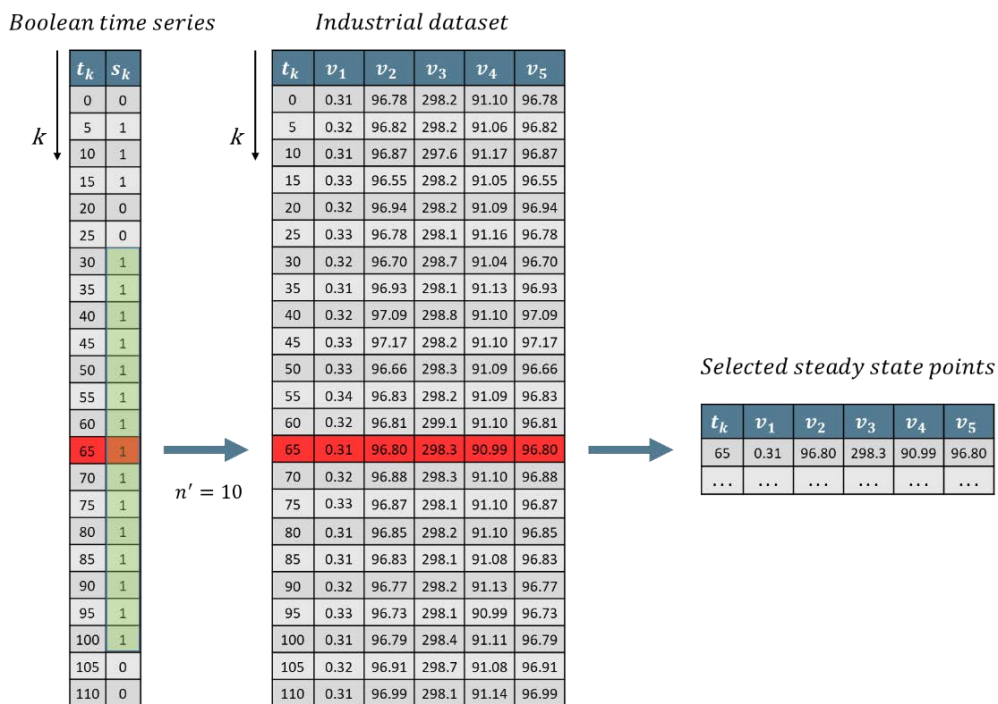 Boolean time series
k
t_k s_k
0 0
5 1
10 1
15 1
20 0
25 0
30 1
35 1
40 1
45 1
50 1
55 1
60 1
65 1
70 1
75 1
80 1
85 1
90 1
95 1
100 1
105 0
110 0
n′ = 10
Industrial dataset
k
t_k v_1 v_2 v_3 v_4 v_5
0 0.31 96.78 298.2 91.10 96.78
5 0.32 96.82 298.2 91.06 96.82
10 0.31 96.87 297.6 91.17 96.87
15 0.33 96.55 298.2 91.05 96.55
20 0.32 96.94 298.2 91.09 96.94
25 0.33 96.78 298.1 91.16 96.78
30 0.32 96.70 298.7 91.04 96.70
35 0.31 96.93 298.1 91.13 96.93
40 0.32 97.09 298.8 91.10 97.09
45 0.33 97.17 298.2 91.10 97.17
50 0.33 96.66 298.3 91.09 96.66
55 0.34 96.83 298.2 91.09 96.83
60 0.32 96.81 299.1 91.10 96.81
65 0.31 96.80 298.3 90.99 96.80
70 0.32 96.88 298.3 91.10 96.88
75 0.33 96.87 298.1 91.10 96.87
80 0.31 96.85 298.2 91.10 96.85
85 0.31 96.83 298.1 91.08 96.83
90 0.32 96.77 298.2 91.13 96.77
95 0.33 96.73 298.1 90.99 96.73
100 0.31 96.79 298.4 91.11 96.79
105 0.32 96.91 298.7 91.08 96.91
110 0.31 96.99 298.1 91.14 96.99
Selected steady state points
t_k v_1 v_2 v_3 v_4 v_5
65 0.31 96.80 298.3 90.99 96.80
... ... ... ... ... ...